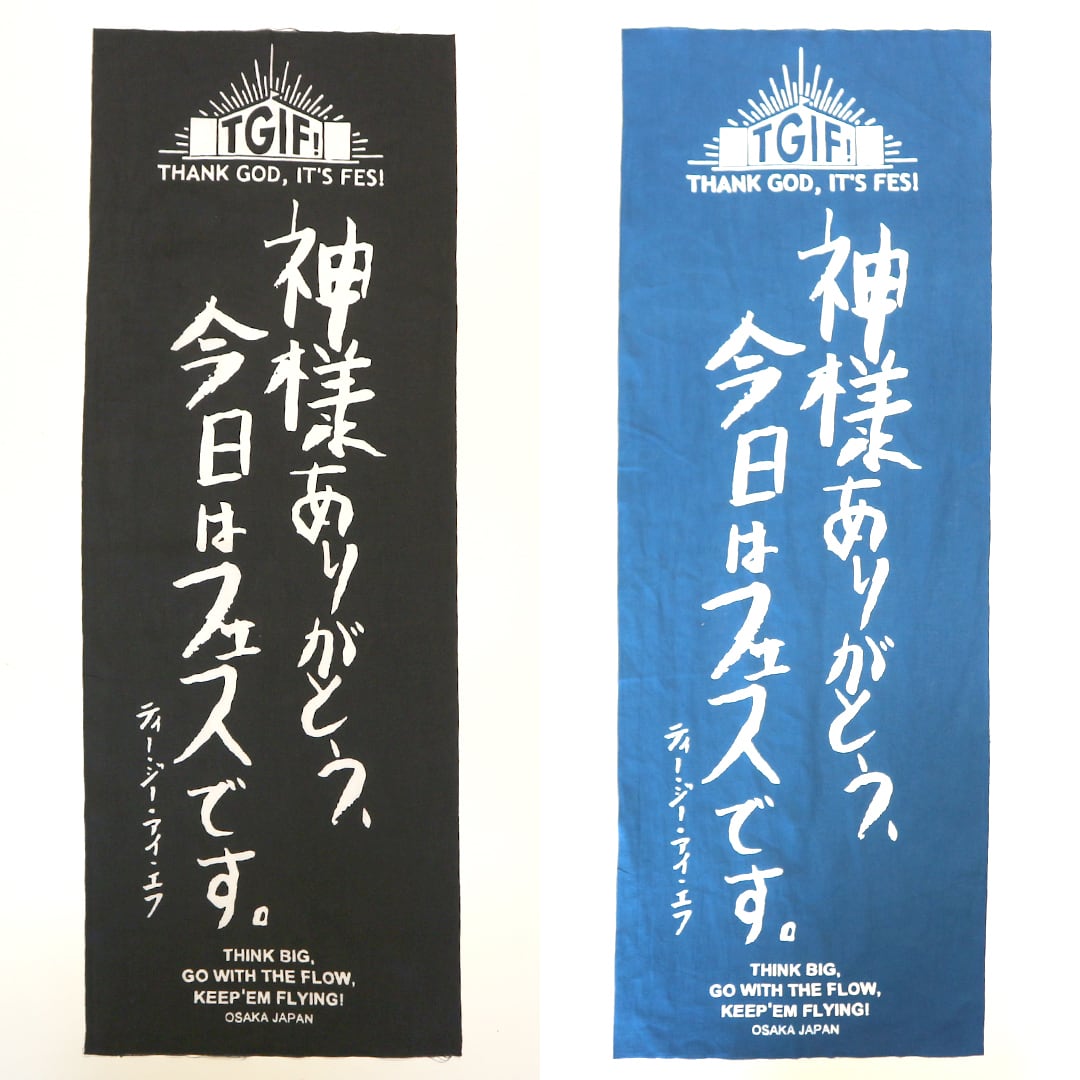 TGIF!
THANK GOD, IT'S FES!
神様ありがとう、
今日はフェスです。
ティー・ジー・アイ・エフ
THINK BIG,
GO WITH THE FLOW,
KEEP'EM FLYING!
OSAKA JAPAN
TGIF!
THANK GOD, IT'S FES!
神様ありがとう、
今日はフェスです。
ティー・ジー・アイ・エフ
THINK BIG,
GO WITH THE FLOW,
KEEP'EM FLYING!
OSAKA JAPAN